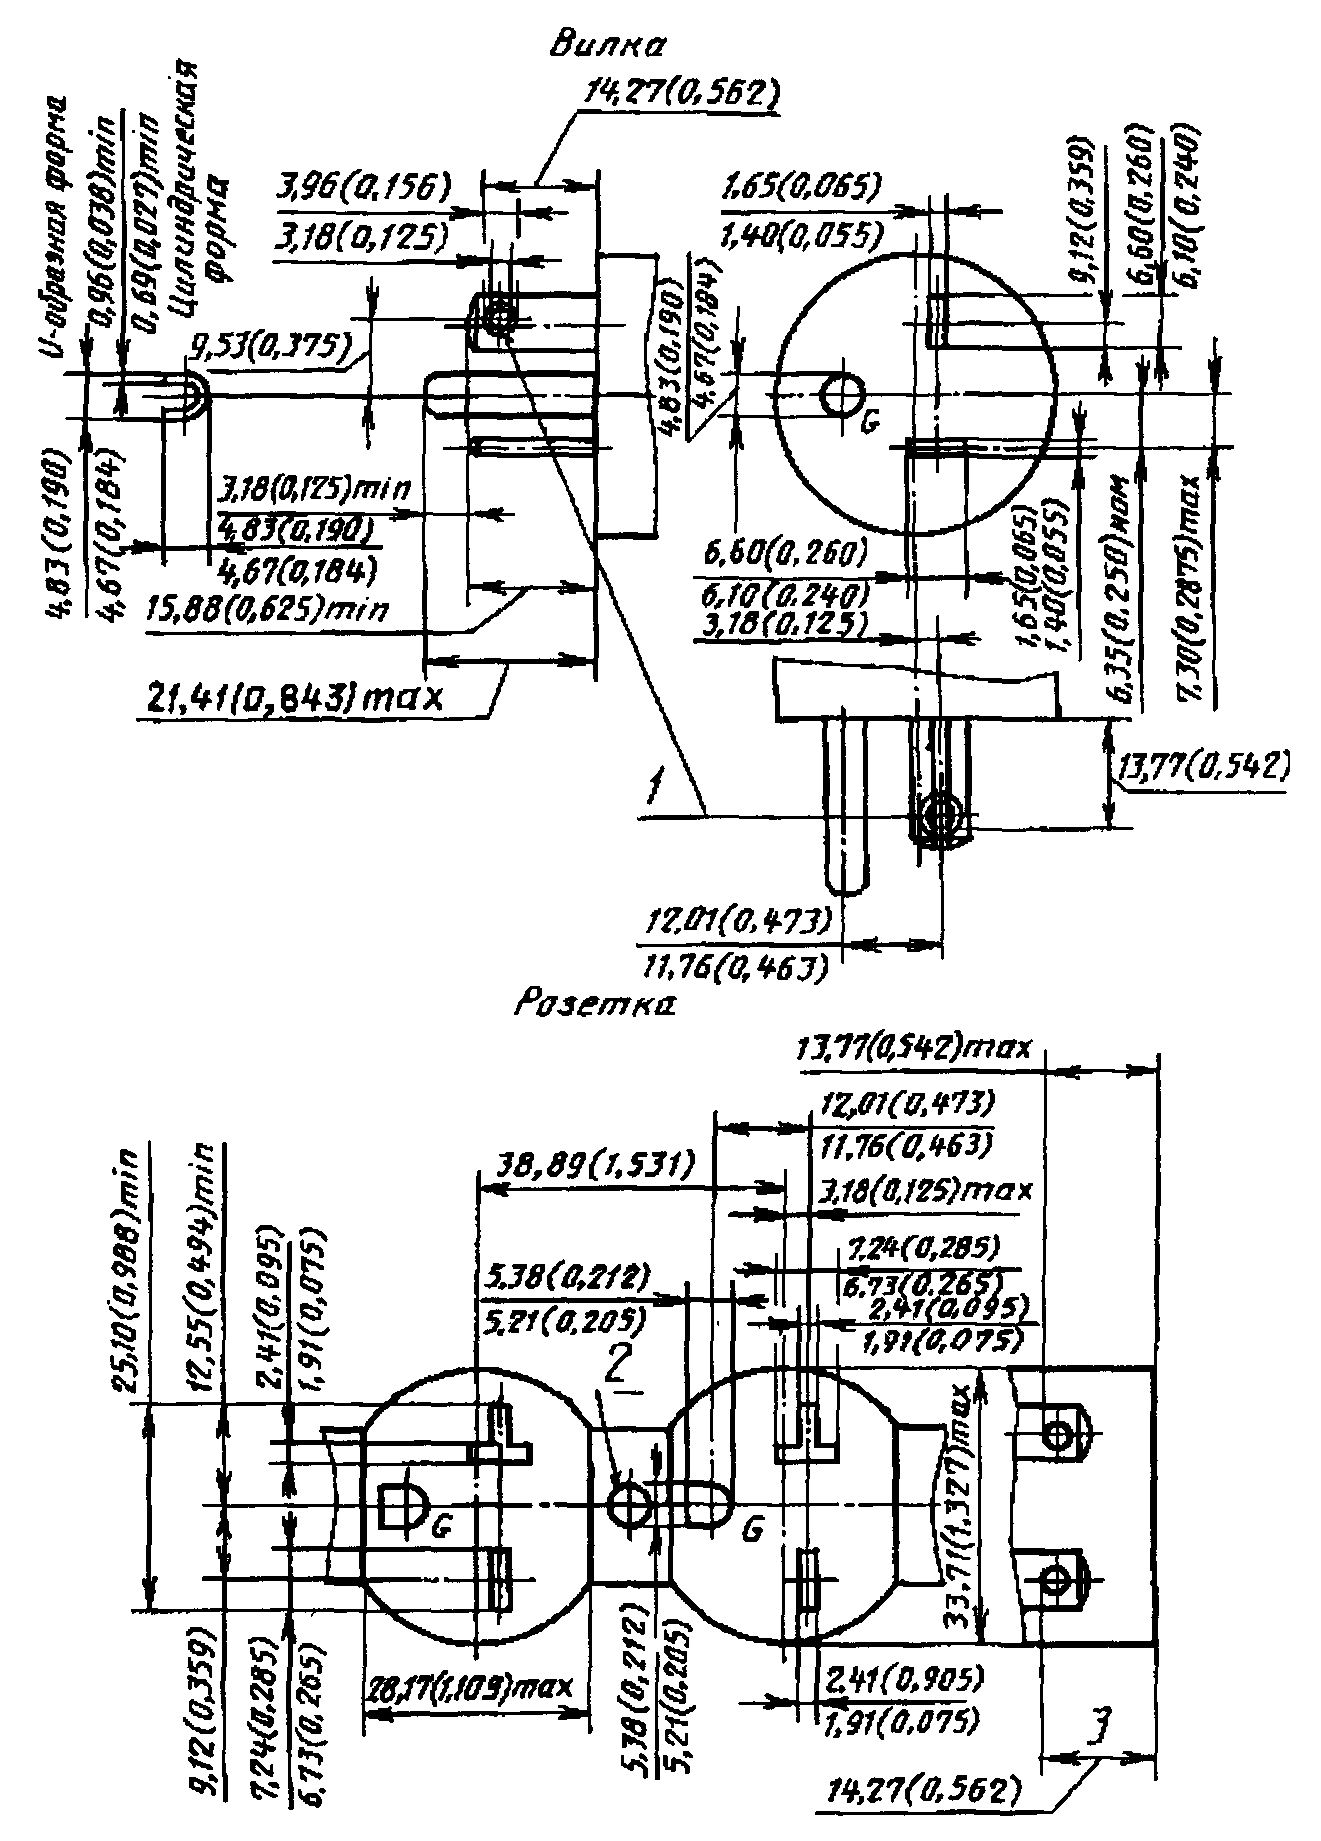 Вилка
14,27(0,562)
U-образная форма
0,96(0,038)min
0,69(0,027)min
Цилиндрическая
форма
3,96(0,156)
3,18(0,125)
9,53(0,375)
1,65(0,065)
1,40(0,055)
9,12(0,359)
6,60(0,260)
6,10(0,240)
4,83(0,190)
4,67(0,184)
G
4,83(0,190)
4,67(0,184)
3,18(0,125)min
4,83(0,190)
4,67(0,184)
15,88(0,625)min
21,41(0,843)max
6,60(0,260)
6,10(0,240)
3,18(0,125)
1,65(0,065)
1,40(0,055)
6,35(0,250)ном
7,30(0,2875)max
1
13,77(0,542)
12,01(0,473)
11,76(0,463)
Розетка
13,77(0,542)max
12,01(0,473)
11,76(0,463)
38,89(1,531)
3,18(0,125)max
7,24(0,285)
6,73(0,265)
5,38(0,212)
5,21(0,205)
2,41(0,095)
1,91(0,075)
25,10(0,988)min
12,55(0,494)min
2,41(0,095)
1,91(0,075)
2
G
G
33,71(1,327)max
9,12(0,359)
7,24(0,285)
6,73(0,265)
28,17(1,109)max
5,38(0,212)
5,21(0,205)
2,41(0,905)
1,91(0,075)
3
14,27(0,562)